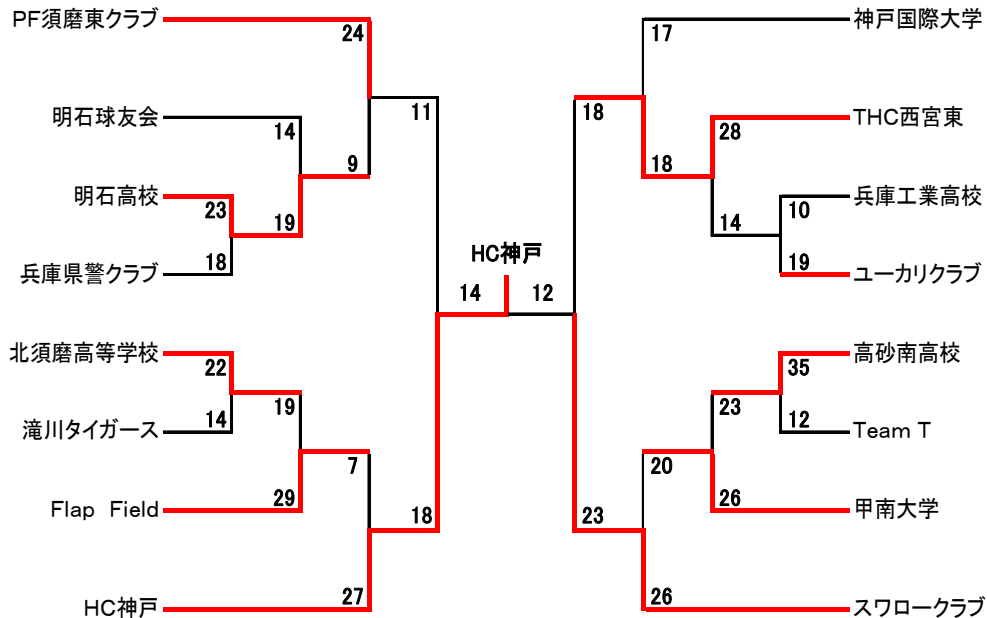 PF須磨東クラブ
24
17
神戸国際大学
11
18
明石球友会
14
28
THC西宮東
9
18
明石高校
23
19
14
10
兵庫工業高校
兵庫県警クラブ
18
19
ユーカリクラブ
HC神戸
14
12
北須磨高等学校
22
35
高砂南高校
19
23
滝川タイガース
14
12
Team T
7
20
Flap Field
29
26
甲南大学
18
23
HC神戸
27
26
スワロークラブ